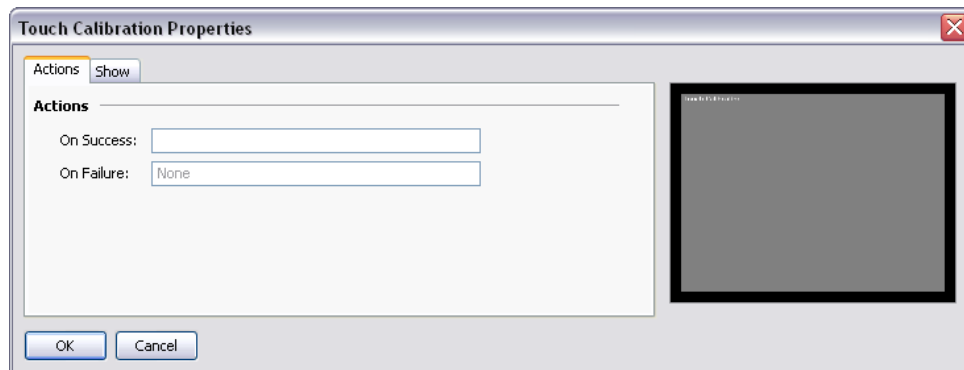 Touch Calibration Properties
Actions Show
Actions
On Success:
On Failure: None
OK Cancel